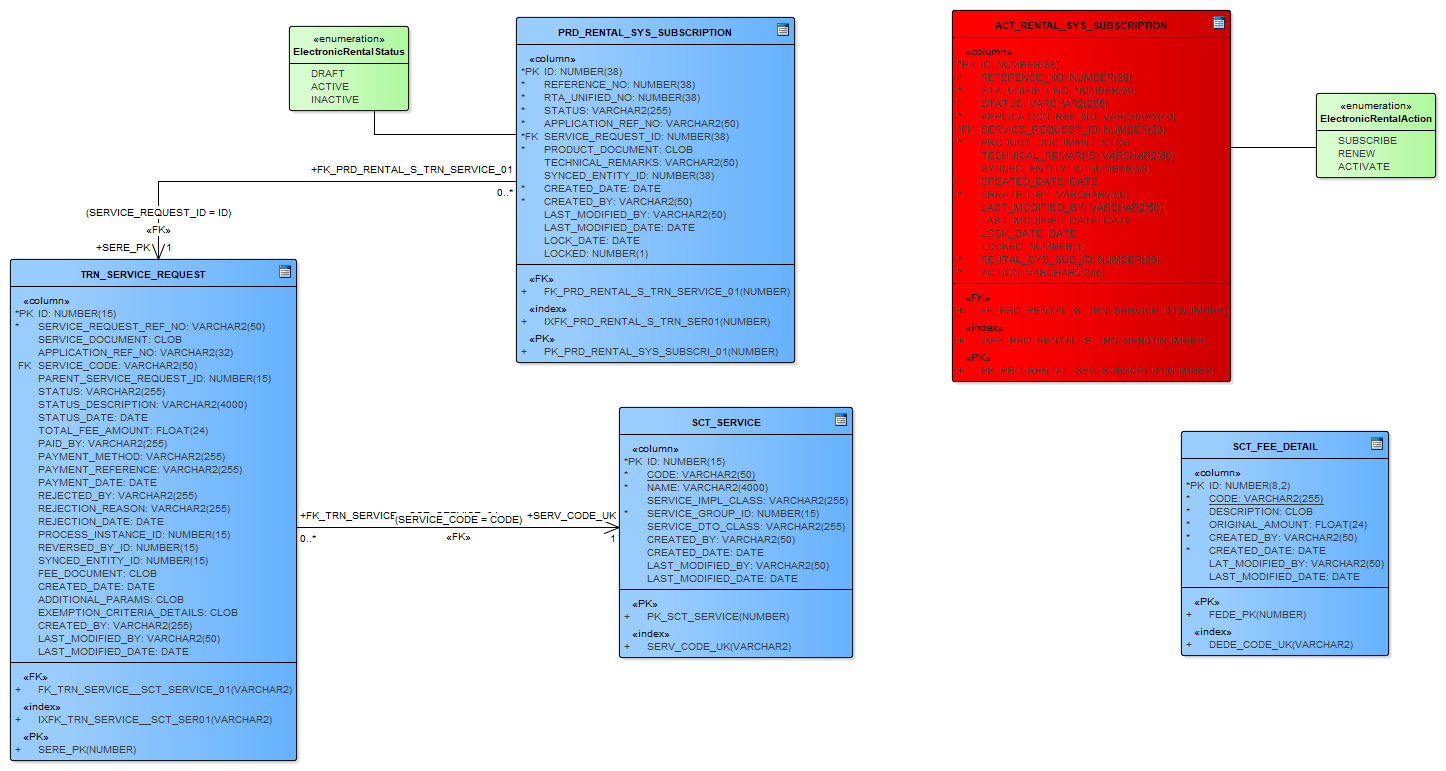 «enumeration»
ElectronicRentalStatus
DRAFT
ACTIVE
INACTIVE
PRD_RENTAL_SYS_SUBSCRIPTION
«column»
*PK ID: NUMBER(38)
* REFERENCE_NO: NUMBER(38)
* RTA_UNIFIED_NO: NUMBER(38)
* STATUS: VARCHAR2(255)
* APPLICATION_REF_NO: VARCHAR2(50)
*FK SERVICE_REQUEST_ID: NUMBER(38)
* PRODUCT_DOCUMENT: CLOB
TECHNICAL_REMARKS: VARCHAR2(50)
SYNCED_ENTITY_ID: NUMBER(38)
* CREATED_DATE: DATE
* CREATED_BY: VARCHAR2(50)
LAST_MODIFIED_BY: VARCHAR2(50)
LAST_MODIFIED_DATE: DATE
LOCK_DATE: DATE
LOCKED: NUMBER(1)
«FK»
+ FK_PRD_RENTAL_S_TRN_SERVICE_01(NUMBER)
«index»
+ IXFK_PRD_RENTAL_S_TRN_SER01(NUMBER)
«PK»
+ PK_PRD_RENTAL_SYS_SUBSCRI_01(NUMBER)
ACT_RENTAL_SYS_SUBSCRIPTION
«column»
*PK ID: NUMBER(38)
* REFERENCE_NO: NUMBER(38)
* RTA_UNIFIED_NO: NUMBER(38)
* STATUS: VARCHAR2(255)
* APPLICATION_REF_NO: VARCHAR2(50)
*FK SERVICE_REQUEST_ID: NUMBER(38)
* PRODUCT_DOCUMENT: CLOB
TECHNICAL_REMARKS: VARCHAR2(50)
SYNCED_ENTITY_ID: NUMBER(38)
* CREATED_DATE: DATE
* CREATED_BY: VARCHAR2(50)
LAST_MODIFIED_BY: VARCHAR2(50)
LAST_MODIFIED_DATE: DATE
LOCK_DATE: DATE
LOCKED: NUMBER(1)
* RENTAL_SYS_SUB_ID: NUMBER(38)
* ACTION: VARCHAR2(255)
«FK»
+ FK_PRD_RENTAL_S_TRN_SERVICE_01(NUMBER)
«index»
+ IXFK_PRD_RENTAL_S_TRN_SER01(NUMBER)
«PK»
+ PK_PRD_RENTAL_SYS_SUBSCRI_01(NUMBER)
«enumeration»
ElectronicRentalAction
SUBSCRIBE
RENEW
ACTIVATE
+FK_PRD_RENTAL_S_TRN_SERVICE_01
0..*
(SERVICE_REQUEST_ID = ID)
«FK»
+SERE_PK
1
TRN_SERVICE_REQUEST
«column»
*PK ID: NUMBER(15)
* SERVICE_REQUEST_REF_NO: VARCHAR2(50)
SERVICE_DOCUMENT: CLOB
APPLICATION_REF_NO: VARCHAR2(32)
FK SERVICE_CODE: VARCHAR2(50)
PARENT_SERVICE_REQUEST_ID: NUMBER(15)
STATUS: VARCHAR2(255)
STATUS_DESCRIPTION: VARCHAR2(4000)
STATUS_DATE: DATE
TOTAL_FEE_AMOUNT: FLOAT(24)
PAID_BY: VARCHAR2(255)
PAYMENT_METHOD: VARCHAR2(255)
PAYMENT_REFERENCE: VARCHAR2(255)
PAYMENT_DATE: DATE
REJECTED_BY: VARCHAR2(255)
REJECTION_REASON: VARCHAR2(255)
REJECTION_DATE: DATE
PROCESS_INSTANCE_ID: NUMBER(15)
REVERSED_BY_ID: NUMBER(15)
SYNCED_ENTITY_ID: NUMBER(15)
FEE_DOCUMENT: CLOB
CREATED_DATE: DATE
ADDITIONAL_PARAMS: CLOB
EXEMPTION_CRITERIA_DETAILS: CLOB
CREATED_BY: VARCHAR2(255)
LAST_MODIFIED_BY: VARCHAR2(50)
LAST_MODIFIED_DATE: DATE
«FK»
+ FK_TRN_SERVICE__SCT_SERVICE_01(VARCHAR2)
«index»
+ IXFK_TRN_SERVICE__SCT_SER01(VARCHAR2)
«PK»
+ SERE_PK(NUMBER)
+FK_TRN_SERVICE
(SERVICE_CODE = CODE)
+SERV_CODE_UK
0..*
«FK»
1
SCT_SERVICE
«column»
*PK ID: NUMBER(15)
* CODE: VARCHAR2(50)
* NAME: VARCHAR2(4000)
SERVICE_IMPL_CLASS: VARCHAR2(255)
* SERVICE_GROUP_ID: NUMBER(15)
SERVICE_DTO_CLASS: VARCHAR2(255)
CREATED_BY: VARCHAR2(50)
CREATED_DATE: DATE
LAST_MODIFIED_BY: VARCHAR2(50)
LAST_MODIFIED_DATE: DATE
«PK»
+ PK_SCT_SERVICE(NUMBER)
«index»
+ SERV_CODE_UK(VARCHAR2)
SCT_FEE_DETAIL
«column»
*PK ID: NUMBER(8,2)
* CODE: VARCHAR2(255)
* DESCRIPTION: CLOB
* ORIGINAL_AMOUNT: FLOAT(24)
* CREATED_BY: VARCHAR2(50)
* CREATED_DATE: DATE
LAT_MODIFIED_BY: VARCHAR2(50)
LAST_MODIFIED_DATE: DATE
«PK»
+ FEDE_PK(NUMBER)
«index»
+ DEDE_CODE_UK(VARCHAR2)